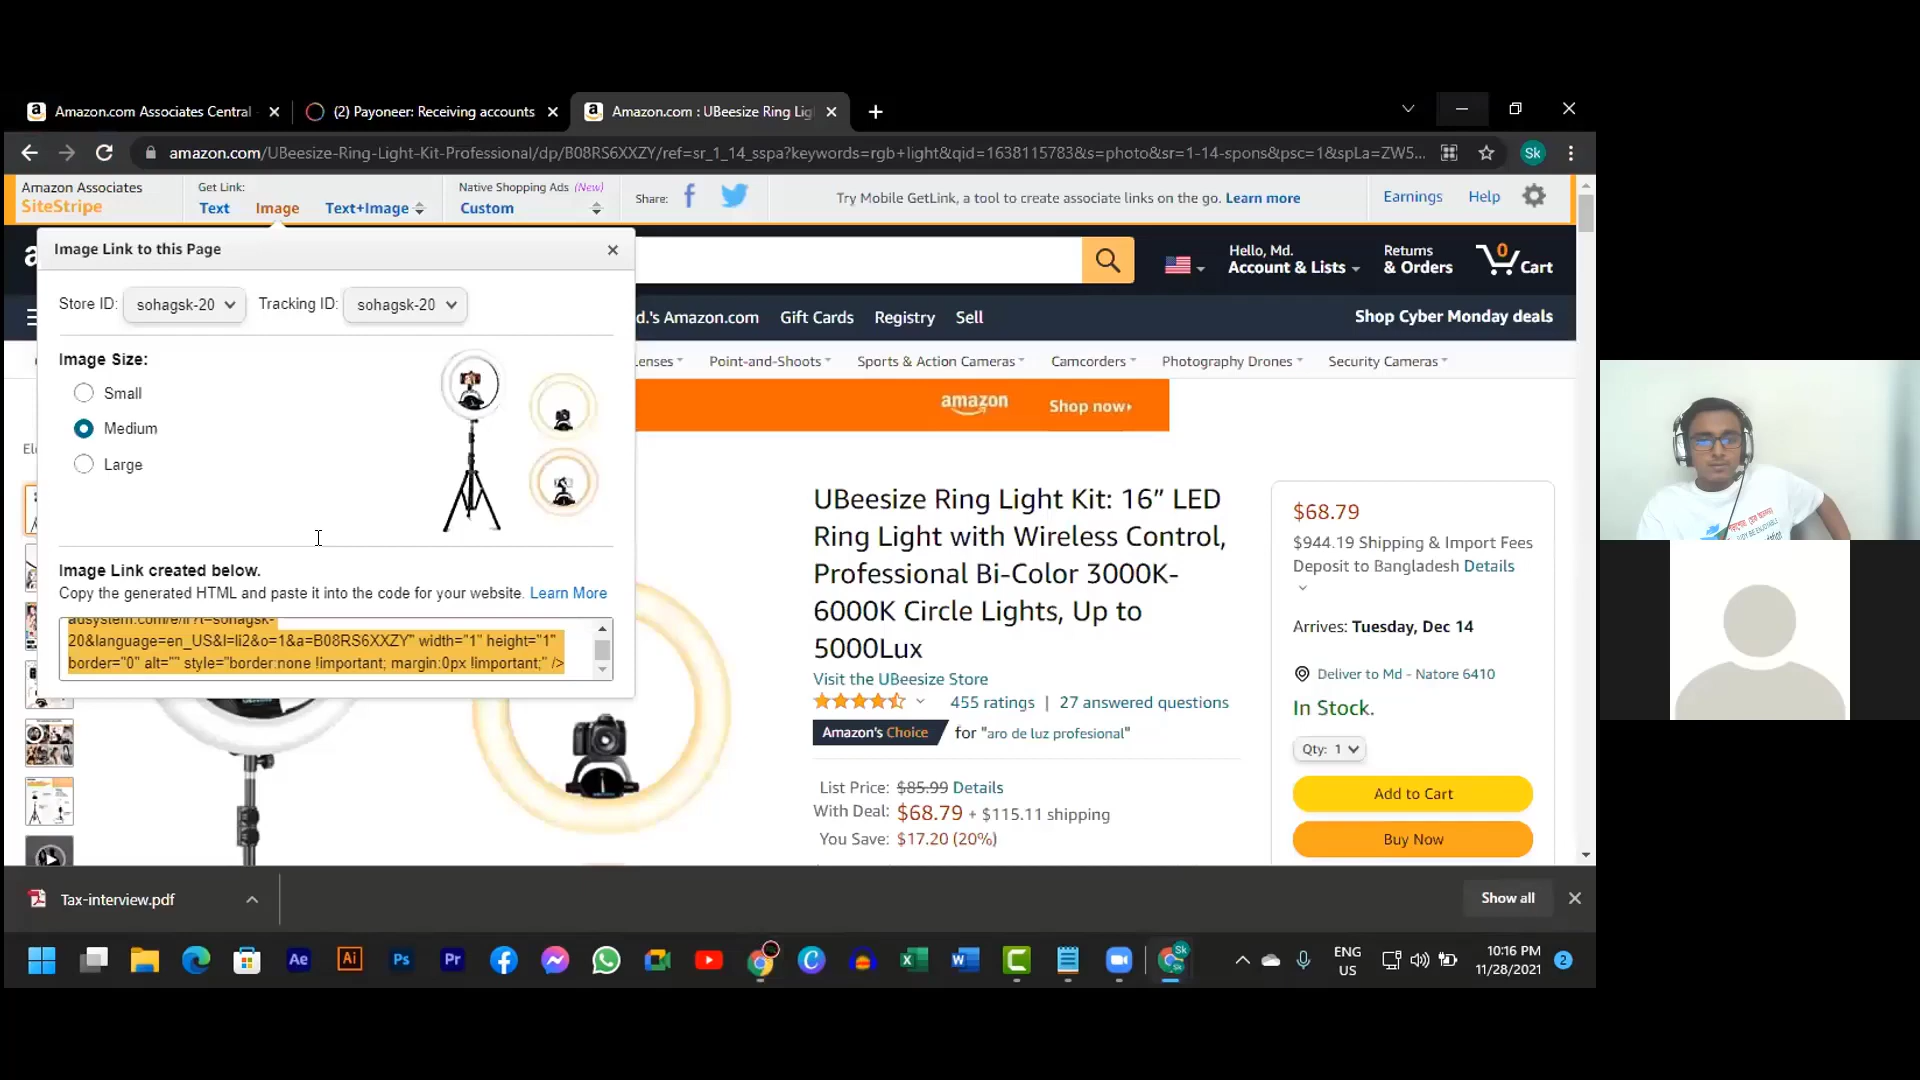 Amazon.com Associates Central
(2) Payoneer: Receiving accounts
Amazon.com : UBeesize Ring Lig
amazon.com/UBeesize-Ring-Light-Kit-Professional/dp/B08RS6XXZY/ref=sr_1_14_sspa?keywords=rgb+light&qid=1638115783&s=photo&sr=1-14-spons&psc=1&spLa=ZW5...
Sk
Amazon Associates
SiteStripe
Get Link:
Text Image Text+Image
Native Shopping Ads (New)
Custom
Share:
Try Mobile GetLink, a tool to create associate links on the go. Learn more
Earnings Help
Image Link to this Page
Store ID: sohagsk-20 Tracking ID: sohagsk-20
Image Size:
Small
Medium
Large
Image Link created below.
Copy the generated HTML and paste it into the code for your website. Learn More
adsystem.com/e/ir?t=sohagsk-
20&language=en_US&l=li2&o=1&a=B08RS6XXZY" width="1" height="1"
border="0" alt="" style="border:none !important; margin:0px !important;" />
Hello, Md.
Account & Lists
Returns
& Orders
0
Cart
d.'s Amazon.com Gift Cards Registry Sell
Shop Cyber Monday deals
enses Point-and-Shoots Sports & Action Cameras Camcorders Photography Drones Security Cameras
amazon Shop now
UBeesize Ring Light Kit: 16” LED
Ring Light with Wireless Control,
Professional Bi-Color 3000K-
6000K Circle Lights, Up to
5000Lux
Visit the UBeesize Store
455 ratings | 27 answered questions
Amazon's Choice for "aro de luz profesional"
List Price: $85.99 Details
With Deal: $68.79 + $115.11 shipping
You Save: $17.20 (20%)
$68.79
$944.19 Shipping & Import Fees
Deposit to Bangladesh Details
Arrives: Tuesday, Dec 14
Deliver to Md - Natore 6410
In Stock.
Qty: 1
Add to Cart
Buy Now
Tax-interview.pdf
Show all
Ae Ai Ps Pr
ENG
US
10:16 PM
11/28/2021
2